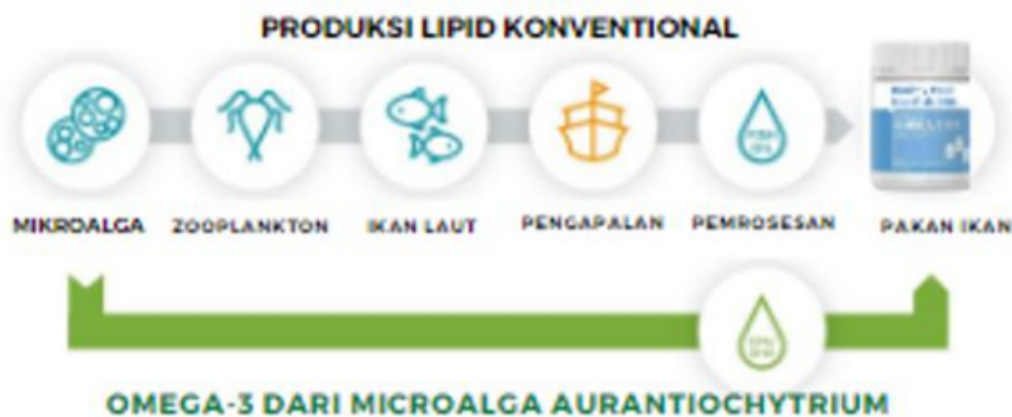 PRODUKSI LIPID KONVENTIONAL
MIKROALGA ZOOPLANKTON IKAN LAUT PENGAPALAN PEMROSESAN PAKAN IKAN
OMEGA-3 DARI MICROALGA AURANTIOCHYTRIUM